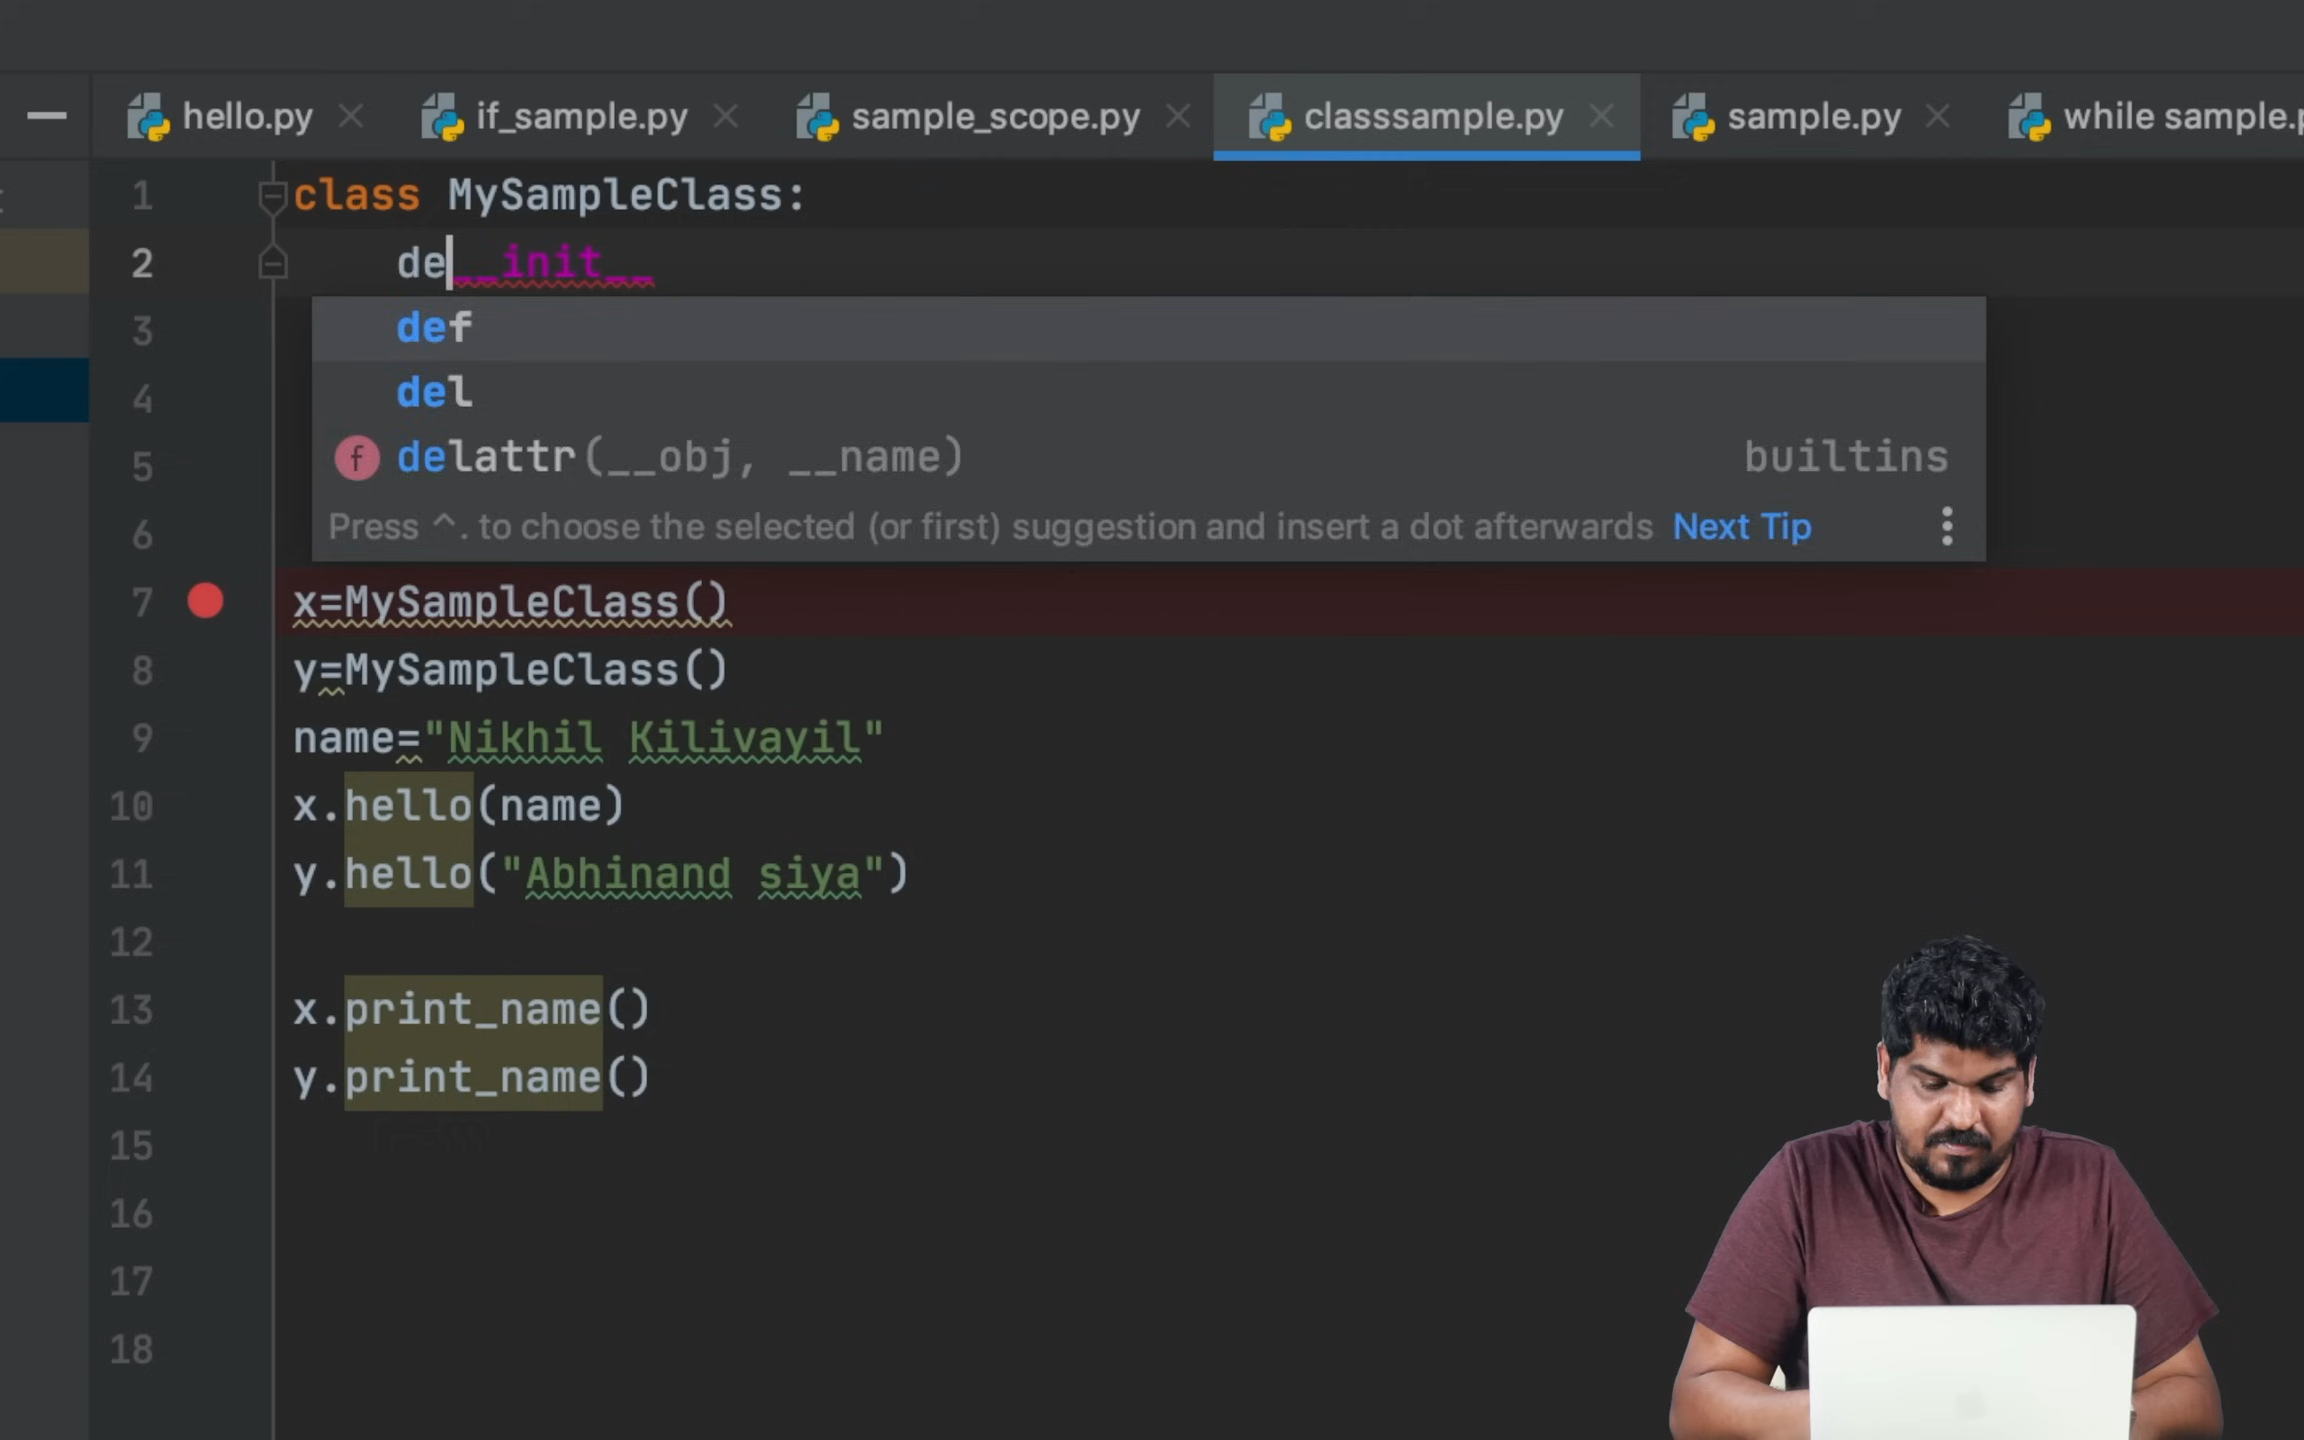 hello.py if_sample.py sample_scope.py classsample.py sample.py while sample.p
1 class MySampleClass:
2 de__init__
3 def
4 del
5 f delattr(__obj, __name) builtins
6 Press ^. to choose the selected (or first) suggestion and insert a dot afterwards Next Tip
7 x=MySampleClass()
8 y=MySampleClass()
9 name="Nikhil Kilivayil"
10 x.hello(name)
11 y.hello("Abhinand siya")
12
13 x.print_name()
14 y.print_name()
15
16
17
18